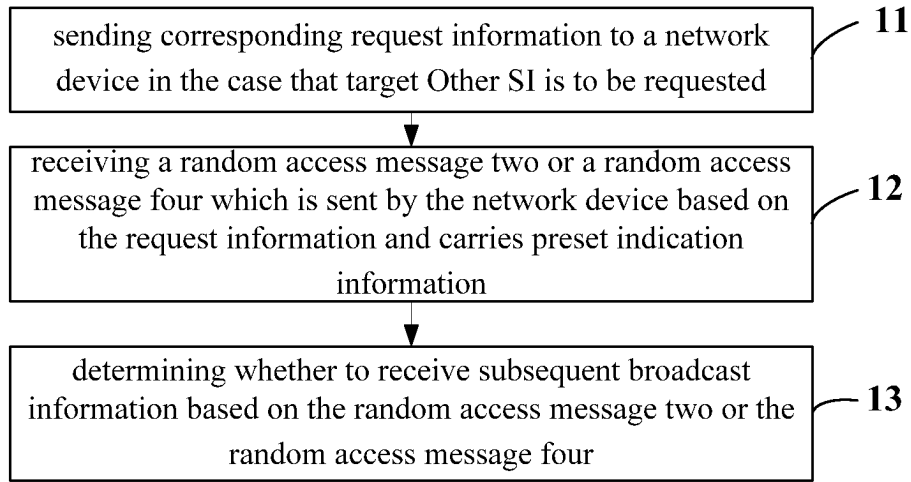 sending corresponding request information to a network
device in the case that target Other SI is to be requested
11
receiving a random access message two or a random access
message four which is sent by the network device based on
the request information and carries preset indication
information
12
determining whether to receive subsequent broadcast
information based on the random access message two or the
random access message four
13